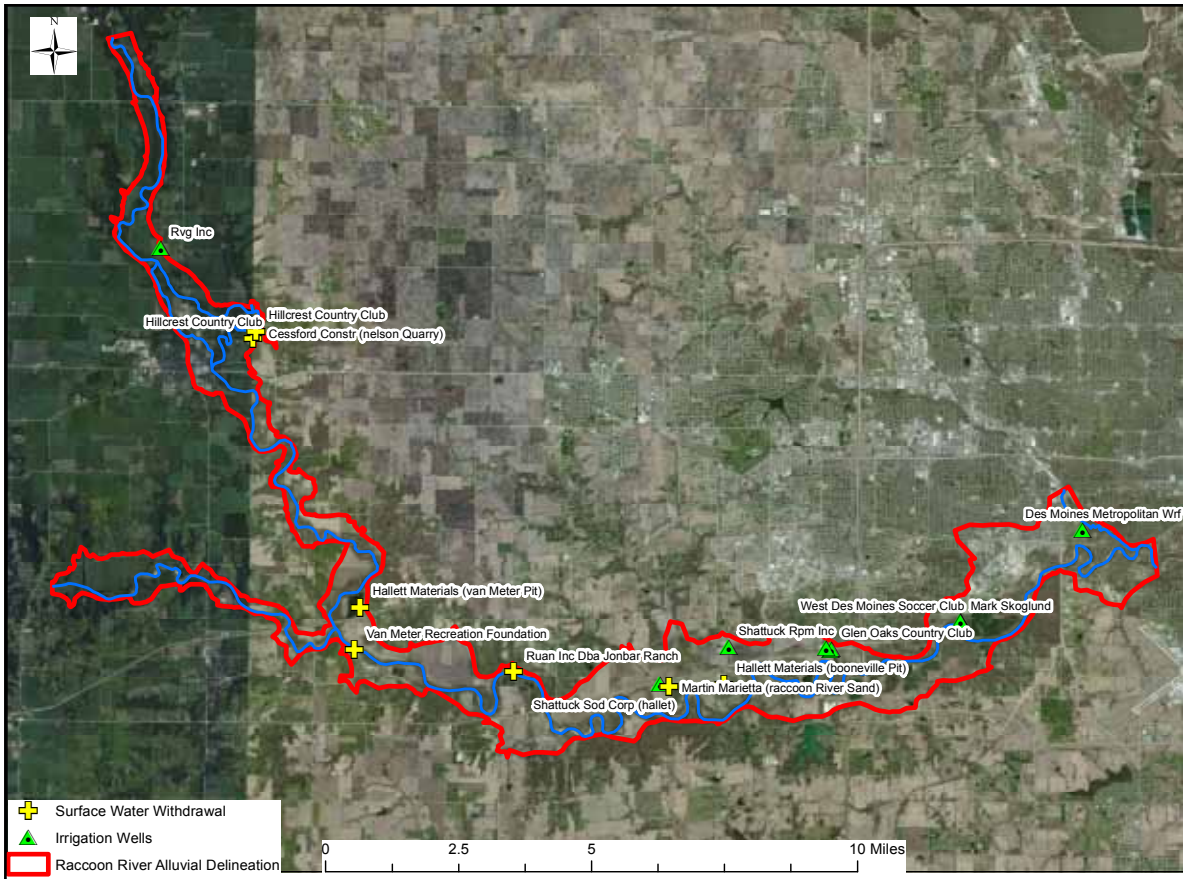 N
Rvg Inc
Hillcrest Country Club
Hillcrest Country Club
Cessford Constr (nelson Quarry)
Des Moines Metropolitan Wrf
Hallett Materials (van Meter Pit)
West Des Moines Soccer Club
Mark Skoglund
Van Meter Recreation Foundation
Shattuck Rpm Inc
Glen Oaks Country Club
Ruan Inc Dba Jonbar Ranch
Hallett Materials (booneville Pit)
Martin Marietta (raccoon River Sand)
Shattuck Sod Corp (hallet)
Surface Water Withdrawal
Irrigation Wells
Raccoon River Alluvial Delineation
0 2.5 5 10 Miles